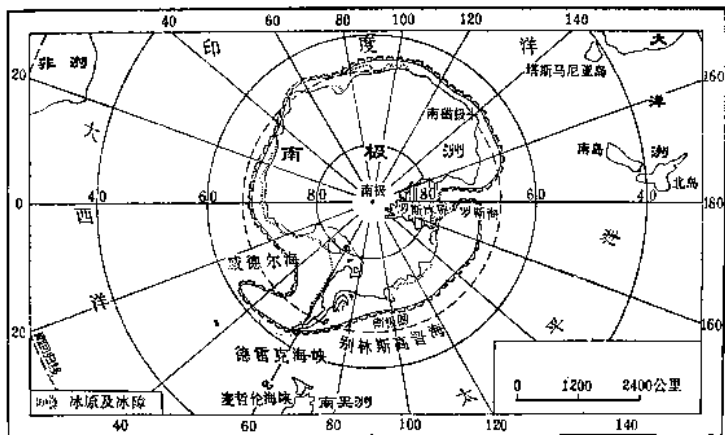 40 60 80 100 120 140
印 度 洋 大
非 洲
20
塔斯马尼亚岛
160
南磁极
洋
大
南 极 洲
南岛 洲
北岛
南极
80 80
0 40 60 60 40 180
西
罗斯海
洋
威德尔海
洋
平
20
别林斯高晋海
160
德雷克海峡
太
0 1200 2400公里
麦哲伦海峡 南美洲
冰原及冰障
40 60 80 100 120 140